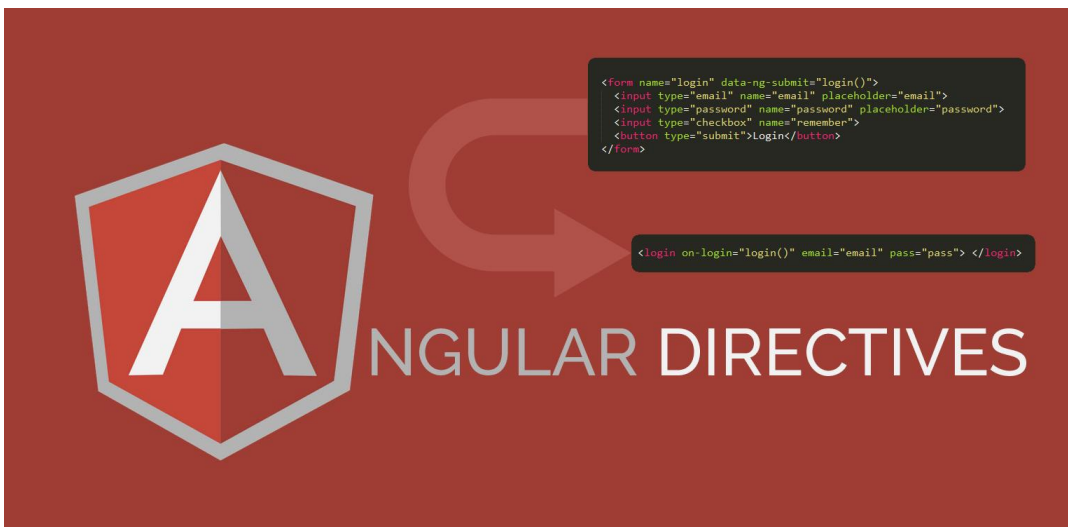 <form name="login" data-ng-submit="login()">
<input type="email" name="email" placeholder="email">
<input type="password" name="password" placeholder="password">
<input type="checkbox" name="remember">
<button type="submit">Login</button>
</form>
<login on-login="login()" email="email" pass="pass"> </login>
ANGULAR DIRECTIVES